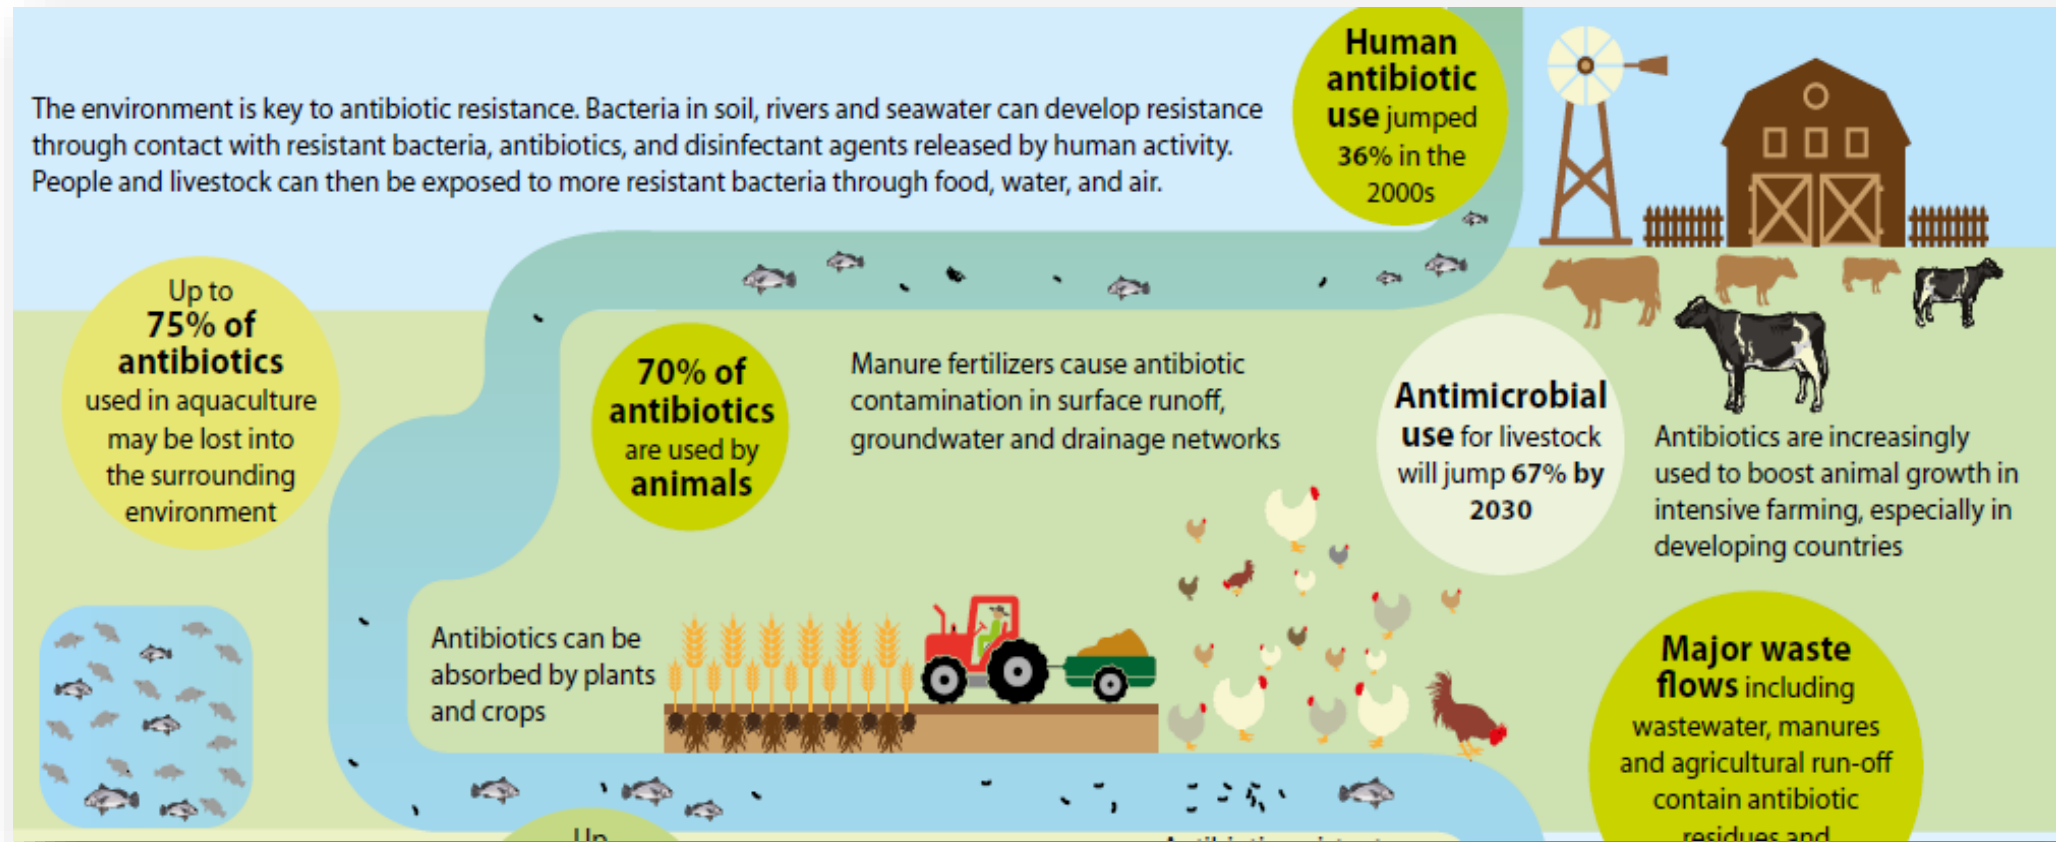 The environment is key to antibiotic resistance. Bacteria in soil, rivers and seawater can develop resistance
through contact with resistant bacteria, antibiotics, and disinfectant agents released by human activity.
People and livestock can then be exposed to more resistant bacteria through food, water, and air.
Human
antibiotic
use jumped
36% in the
2000s
Up to
75% of
antibiotics
used in aquaculture
may be lost into
the surrounding
environment
70% of
antibiotics
are used by
animals
Manure fertilizers cause antibiotic
contamination in surface runoff,
groundwater and drainage networks
Antimicrobial
use for livestock
will jump 67% by
2030
Antibiotics are increasingly
used to boost animal growth in
intensive farming, especially in
developing countries
Antibiotics can be
absorbed by plants
and crops
Major waste
flows including
wastewater, manures
and agricultural run-off
contain antibiotic
residues and
Up